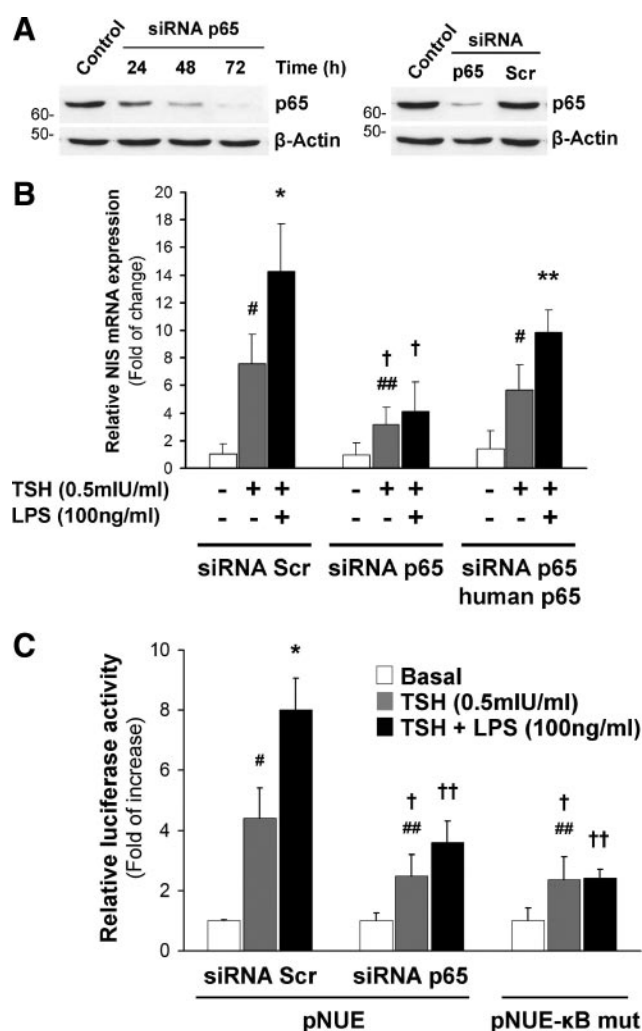 A
siRNA p65
Control
24 48 72 Time (h)
60-
p65
50-
β-Actin
siRNA
Control
p65 Scr
60-
p65
50-
β-Actin
B
Relative NIS mRNA expression
(Fold of change)
20
18
16
14
12
10
8
6
4
2
0
# *
† ## †
# **
TSH (0.5mIU/ml) - + + - + + - + +
LPS (100ng/ml) - - + - - + - - +
siRNA Scr siRNA p65 siRNA p65
human p65
C
Relative luciferase activity
(Fold of increase)
10
8
6
4
2
0
Basal
TSH (0.5mIU/ml)
TSH + LPS (100ng/ml)
# *
† ## ††
† ## ††
siRNA Scr siRNA p65
pNUE pNUE-κB mut